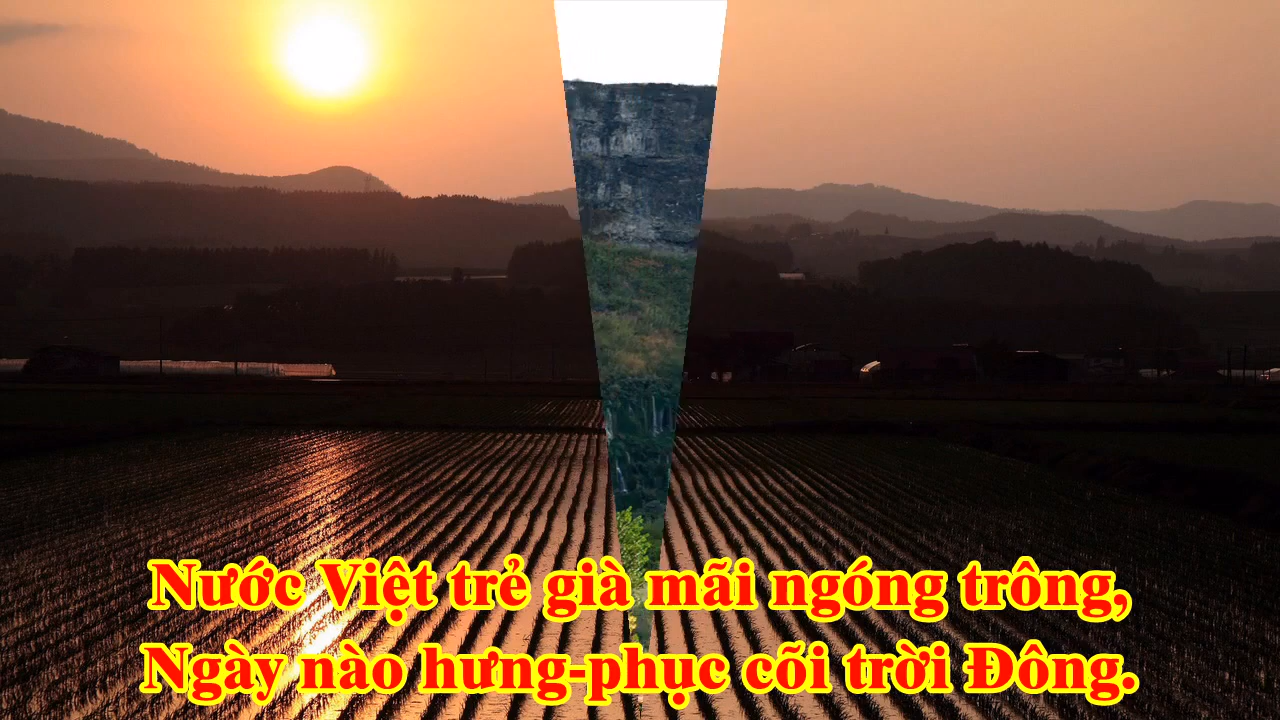 Nước Việt trẻ già mãi ngóng trông,
Ngày nào hưng-phục cõi trời Đông.